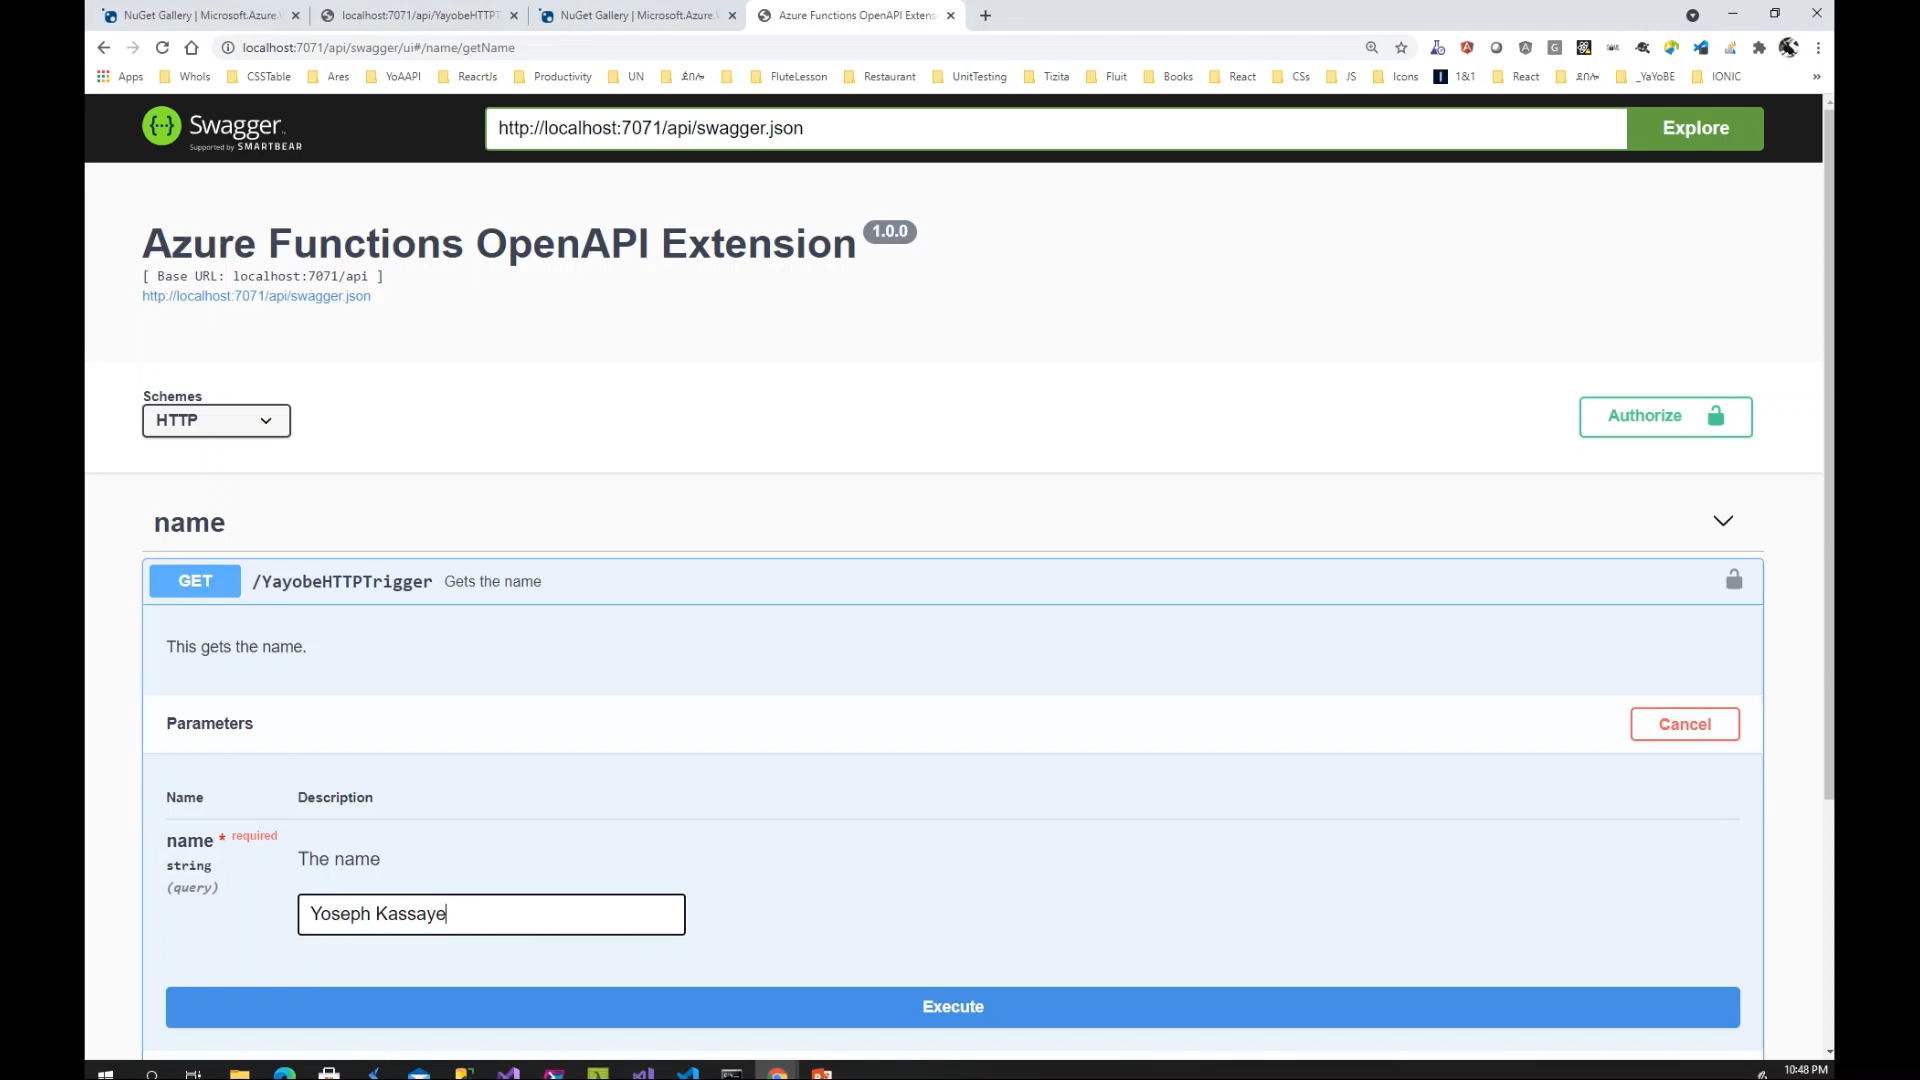 NuGet Gallery | Microsoft.Azure.
localhost:7071/api/YayobeHTTPT
NuGet Gallery | Microsoft.Azure.\
Azure Functions OpenAPI Extens
localhost:7071/api/swagger/ui#/name/getName
Apps WhoIs CSSTable Ares YoAAPI ReacrtJs Productivity UN FluteLesson Restaurant UnitTesting Tizita Fluit Books React CSs JS Icons 1&1 React _YaYoBE IONIC
Swagger
Supported by SMARTBEAR
http://localhost:7071/api/swagger.json
Explore
Azure Functions OpenAPI Extension 1.0.0
[ Base URL: localhost:7071/api ]
http://localhost:7071/api/swagger.json
Schemes
HTTP
Authorize
name
GET /YayobeHTTPTrigger Gets the name
This gets the name.
Parameters
Cancel
Name Description
name * required
string
(query)
The name
Yoseph Kassaye
Execute
10:48 PM